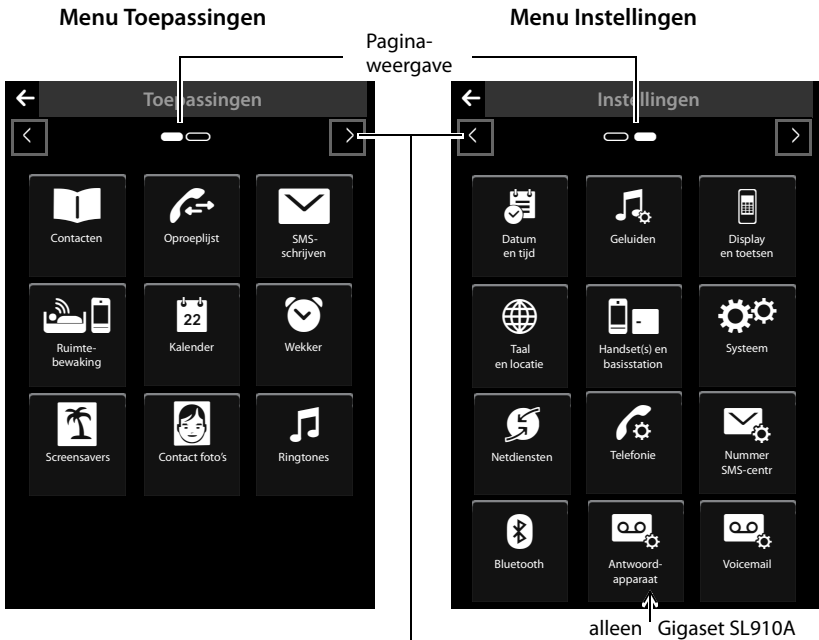 Menu Toepassingen
Menu Instellingen
Pagina-
weergave
Toepassingen
Contacten
Oproeplijst
SMS-
schrijven
Ruimte-
bewaking
22
Kalender
Wekker
Screensavers
Contact foto's
Ringtones
Instellingen
Datum
en tijd
Geluiden
Display
en toetsen
Taal
en locatie
Handset(s) en
basisstation
Systeem
Netdiensten
Telefonie
Nummer
SMS-centr
Bluetooth
Antwoord-
apparaat
Voicemail
alleen Gigaset SL910A